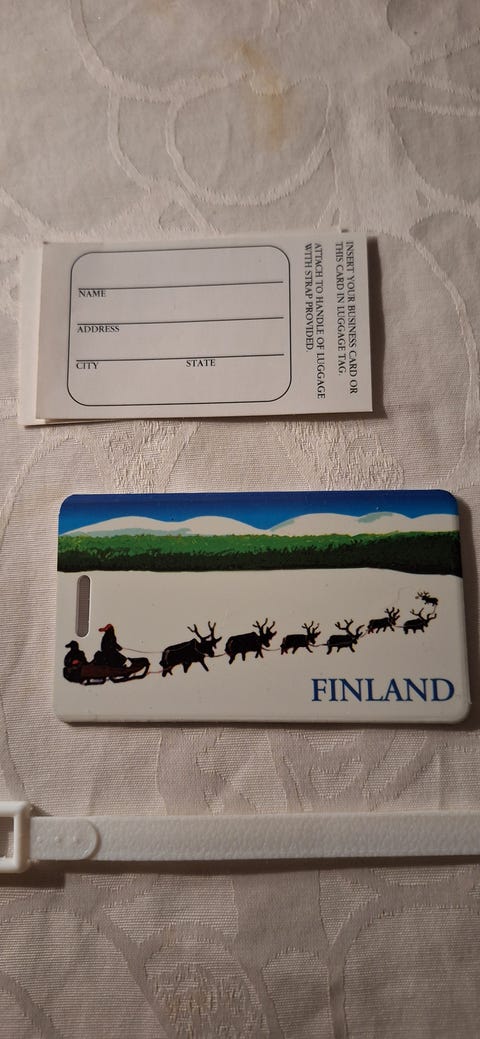 NAME
ADDRESS
CITY STATE
INSERT YOUR BUSINESS CARD OR
THIS CARD IN LUGGAGE TAG.
ATTACH TO HANDLE OF LUGGAGE
WITH STRAP PROVIDED.
FINLAND